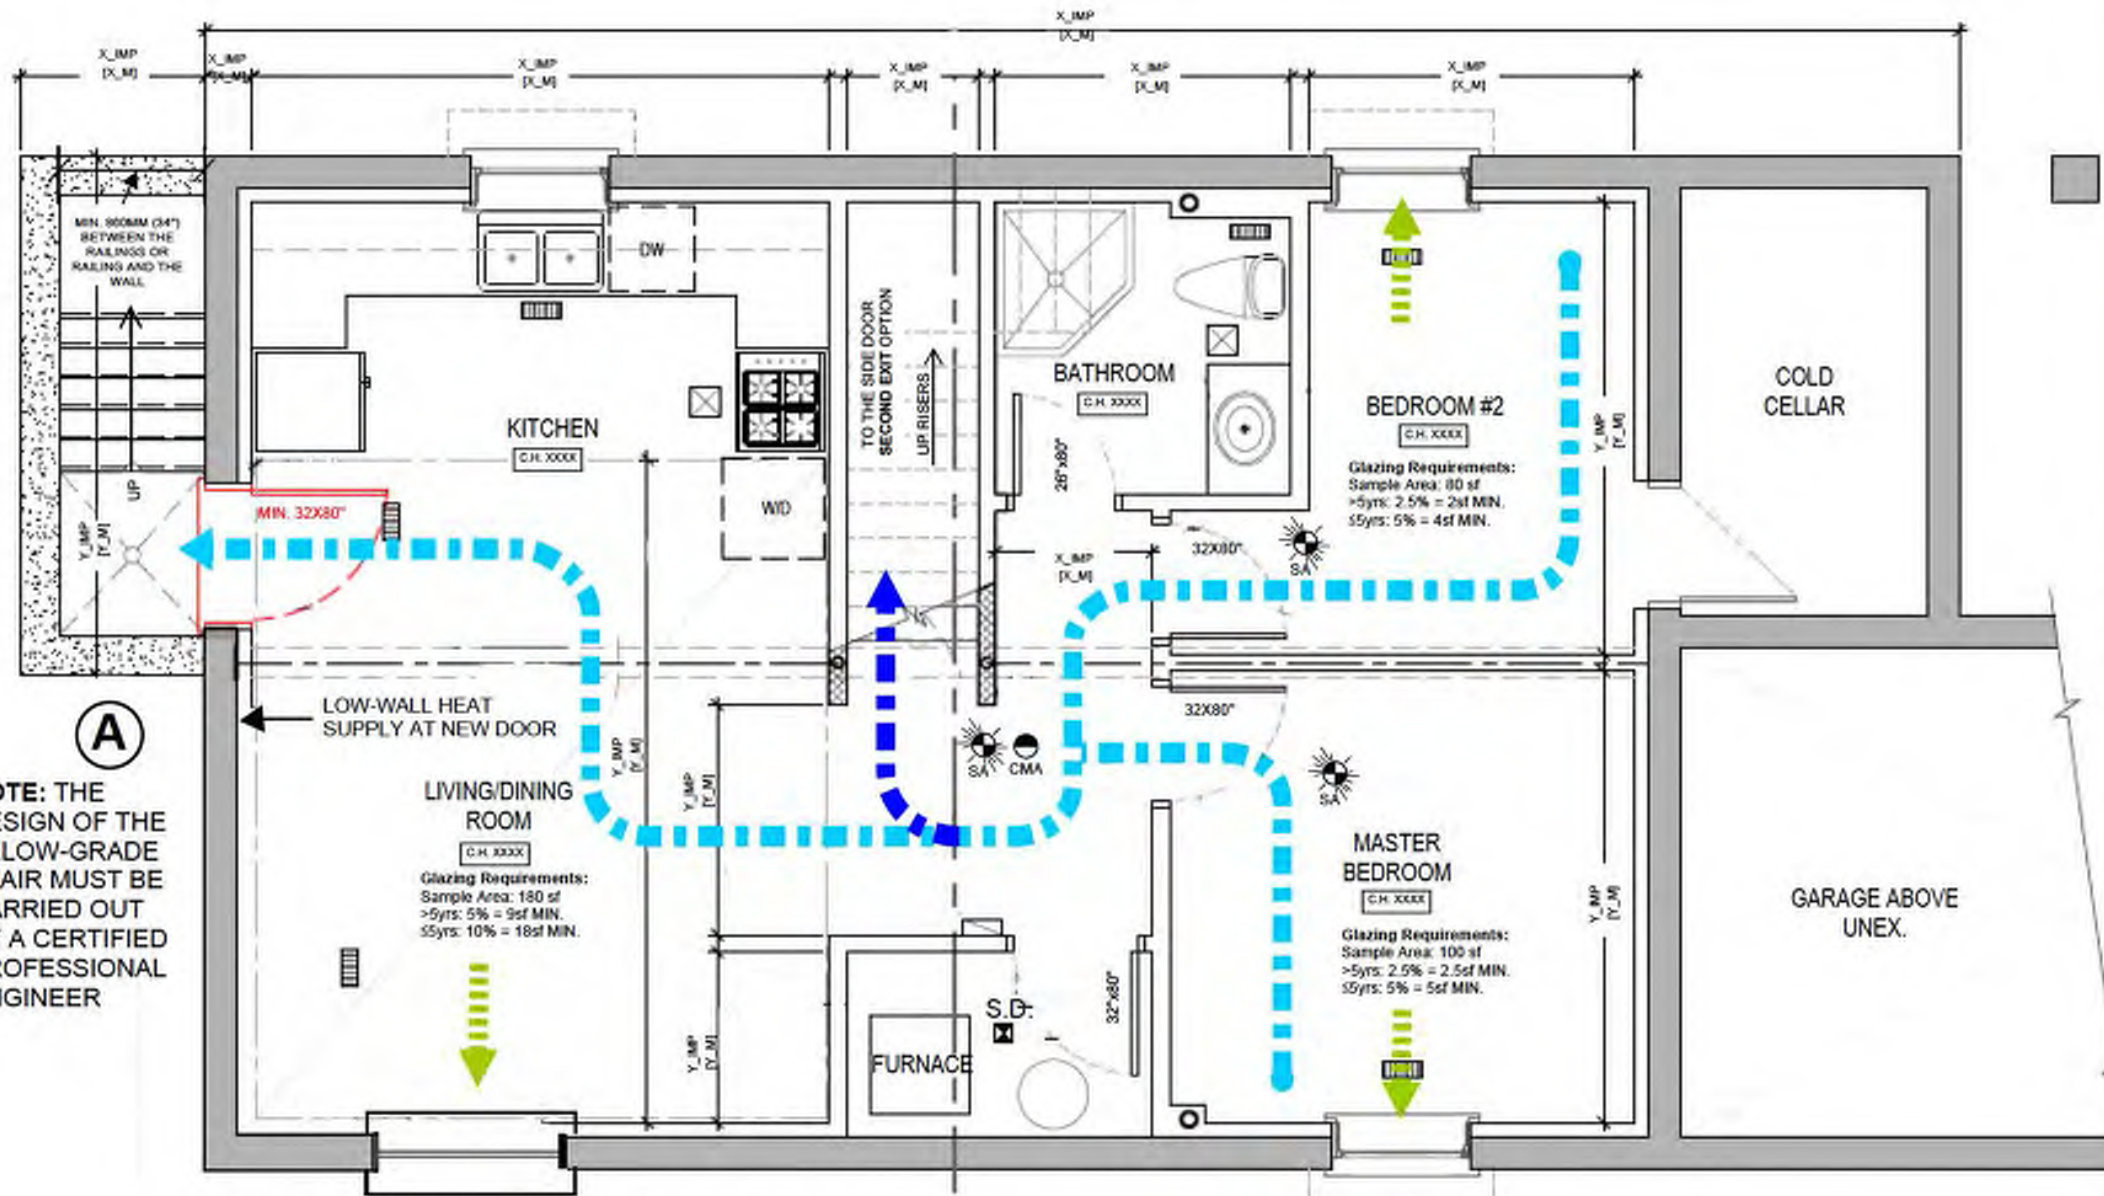 X_IMP
[X_M]
X_IMP
[X_M]
X_IMP
[X_M]
X_IMP
[X_M]
X_IMP
[X_M]
X_IMP
[X_M]
X_IMP
[X_M]
MIN. 860MM (34")
BETWEEN THE
RAILINGS OR
RAILING AND THE
WALL
UP
Y_IMP
[Y_M]
MIN. 32X80"
DW
KITCHEN
C.H. XXXX
W/D
TO THE SIDE DOOR
SECOND EXIT OPTION
UP RISERS
BATHROOM
C.H. XXXX
26"x80"
X_IMP
[X_M]
32X80"
SA
BEDROOM #2
C.H. XXXX
Glazing Requirements:
Sample Area: 80 sf
>5yrs: 2.5% = 2sf MIN.
≤5yrs: 5% = 4sf MIN.
Y_IMP
[Y_M]
COLD
CELLAR
A
OTE: THE
ESIGN OF THE
LOW-GRADE
AIR MUST BE
ARRIED OUT
Y A CERTIFIED
ROFESSIONAL
NGINEER
LOW-WALL HEAT
SUPPLY AT NEW DOOR
LIVING/DINING
ROOM
C.H. XXXX
Glazing Requirements:
Sample Area: 180 sf
>5yrs: 5% = 9sf MIN.
≤5yrs: 10% = 18sf MIN.
Y_IMP
[Y_M]
Y_IMP
[Y_M]
Y_IMP
[Y_M]
SA
CMA
32X80"
SA
MASTER
BEDROOM
C.H. XXXX
Glazing Requirements:
Sample Area: 100 sf
>5yrs: 2.5% = 2.5sf MIN.
≤5yrs: 5% = 5sf MIN.
Y_IMP
[Y_M]
S.D.
FURNACE
32"x80"
GARAGE ABOVE
UNEX.